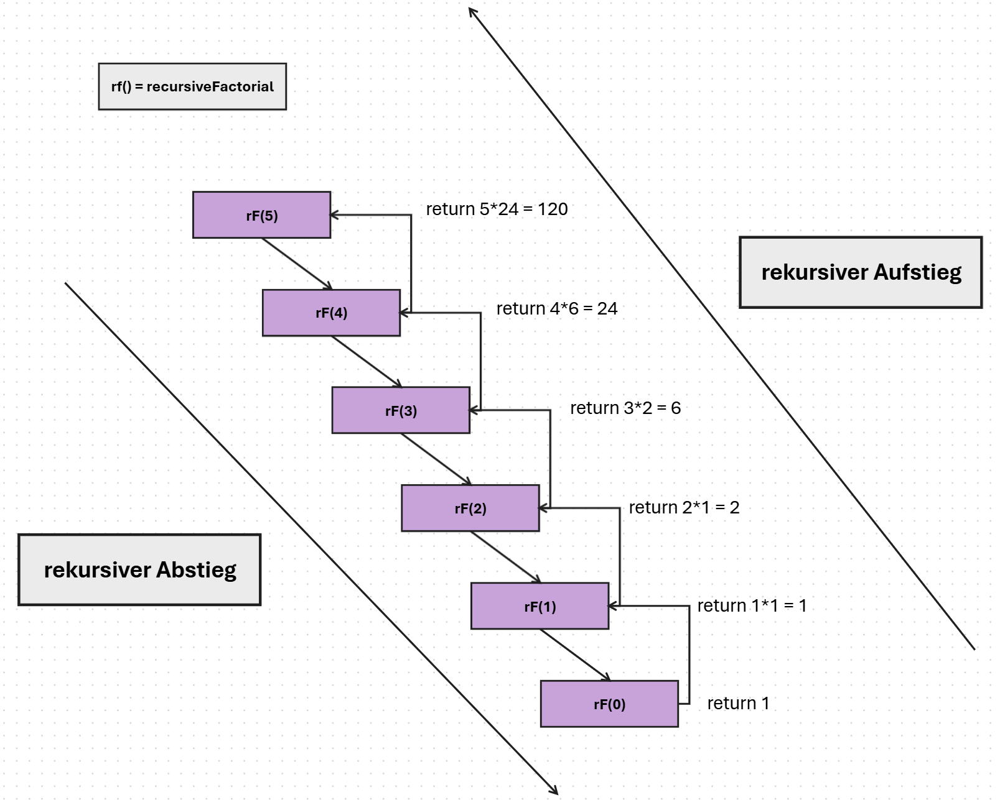 rf() = recursiveFactorial
rF(5)
return 5*24 = 120
rekursiver Aufstieg
rF(4)
return 4*6 = 24
rF(3)
return 3*2 = 6
rF(2)
return 2*1 = 2
rekursiver Abstieg
rF(1)
return 1*1 = 1
rF(0)
return 1